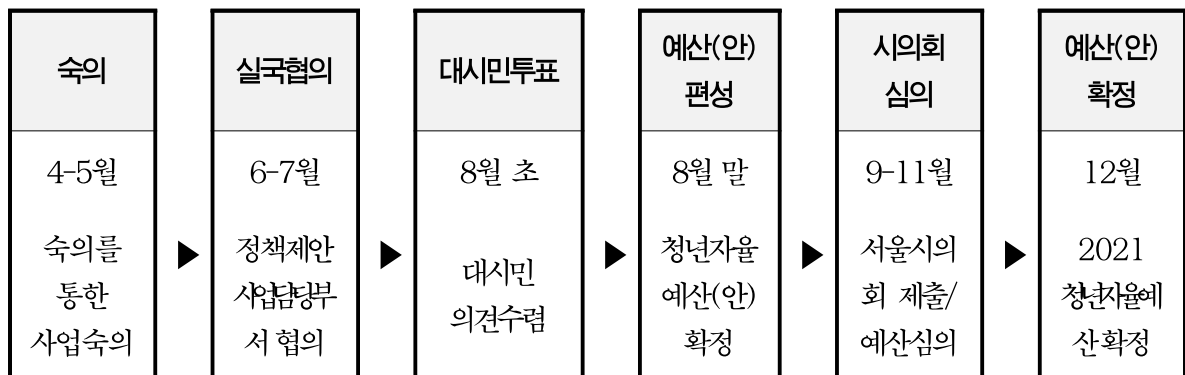 숙의
4-5월
숙의를
통한
사업숙의
▶
실국협의
6-7월
정책제안
사업담당부
서 협의
▶
대시민투표
8월 초
대시민
의견수렴
▶
예산(안)
편성
8월 말
청년자율
예산(안)
확정
▶
시의회
심의
9-11월
서울시의
회 제출/
예산심의
▶
예산(안)
확정
12월
2021
청년자율예
산 확정